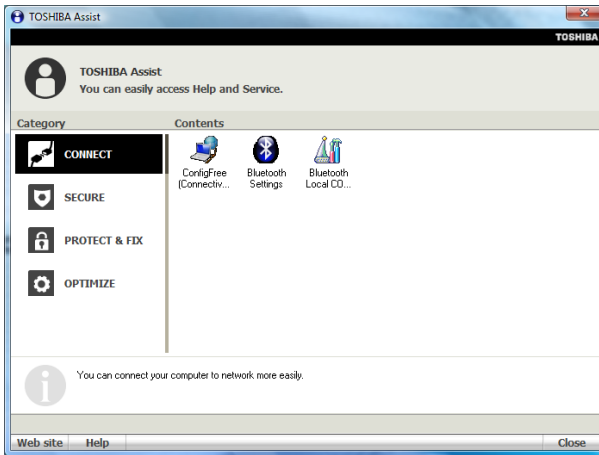 TOSHIBA Assist
TOSHIBA
TOSHIBA Assist
You can easily access Help and Service.
Category
Contents
CONNECT
SECURE
PROTECT & FIX
OPTIMIZE
ConfigFree
(Connectiv...
Bluetooth
Settings
Bluetooth
Local CO...
You can connect your computer to network more easily.
Web site
Help
Close